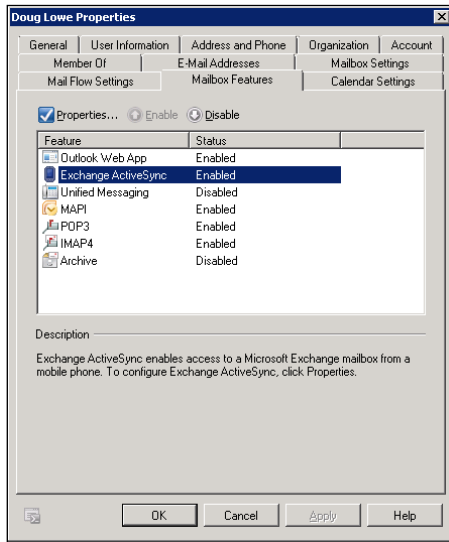 Doug Lowe Properties
General User Information Address and Phone Organization Account
Member Of E-Mail Addresses Mailbox Settings
Mail Flow Settings Mailbox Features Calendar Settings
Properties... Enable Disable
Feature Status
Outlook Web App Enabled
Exchange ActiveSync Enabled
Unified Messaging Disabled
MAPI Enabled
POP3 Enabled
IMAP4 Enabled
Archive Disabled
Description
Exchange ActiveSync enables access to a Microsoft Exchange mailbox from a
mobile phone. To configure Exchange ActiveSync, click Properties.
OK Cancel Apply Help